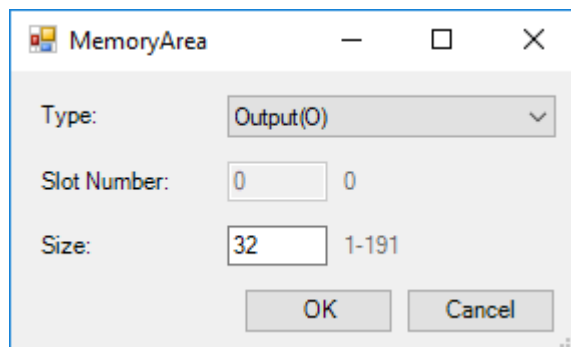 MemoryArea
Type: Output(O)
Slot Number: 0 0
Size: 32 1-191
OK Cancel